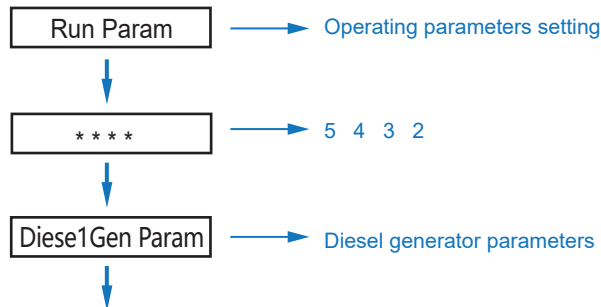 Run Param
Operating parameters setting
* * * *
5 4 3 2
Diese1Gen Param
Diesel generator parameters